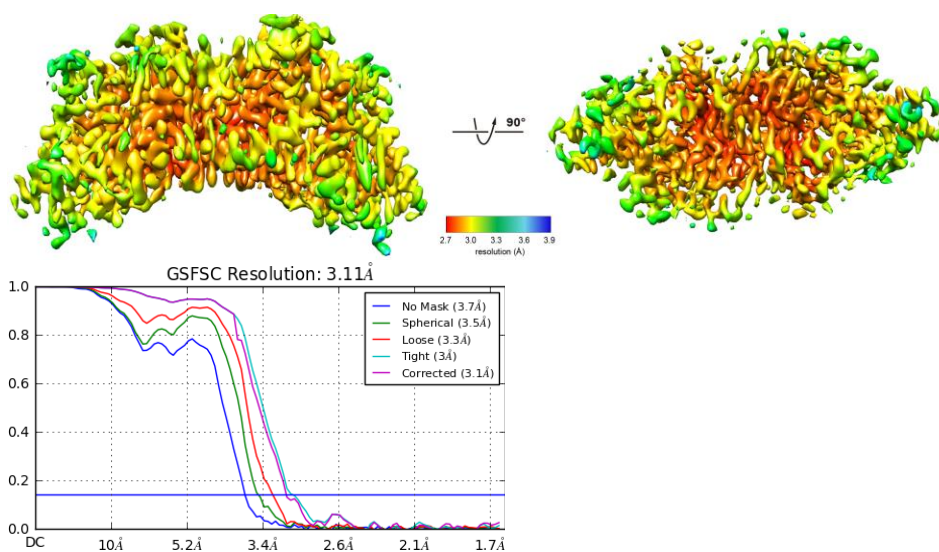 90°
2.7 3.0 3.3 3.6 3.9
resolution (Å)
GSFSC Resolution: 3.11Å
No Mask (3.7Å)
Spherical (3.5Å)
Loose (3.3Å)
Tight (3Å)
Corrected (3.1Å)
1.0
0.8
0.6
0.4
0.2
0.0
DC 10Å 5.2Å 3.4Å 2.6Å 2.1Å 1.7Å